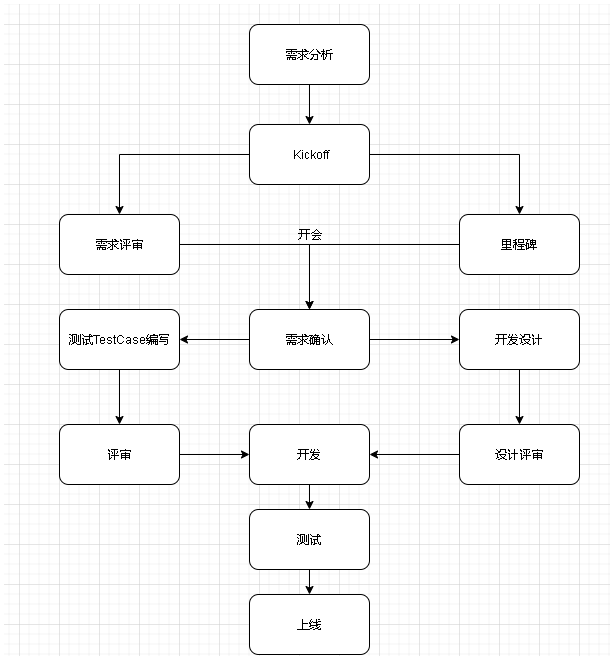 需求分析
Kickoff
需求评审
开会
里程碑
测试TestCase编写
需求确认
开发设计
评审
开发
设计评审
测试
上线